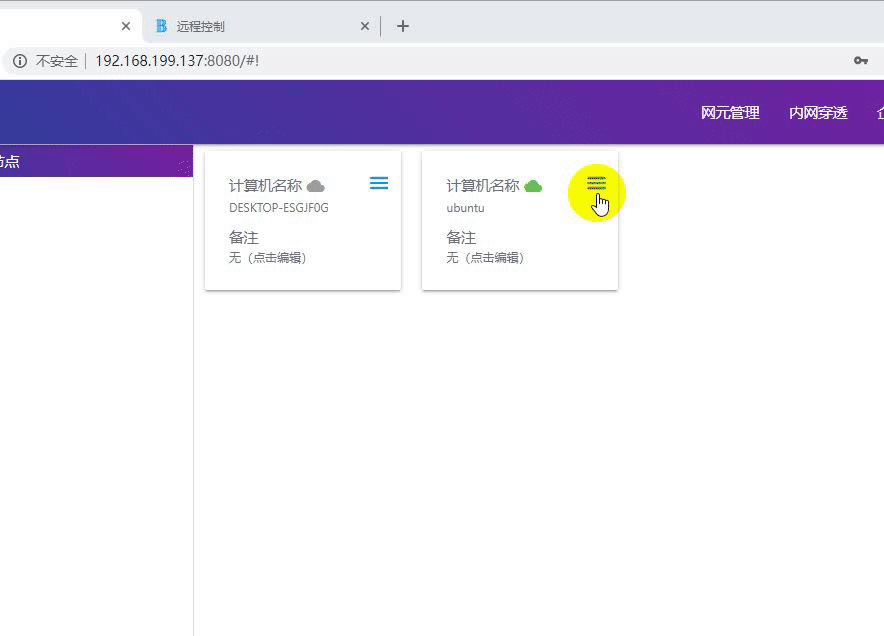 远程控制
不安全 192.168.199.137:8080/#!
网元管理 内网穿透
节点
计算机名称
DESKTOP-ESGJF0G
备注
无（点击编辑）
计算机名称
ubuntu
备注
无（点击编辑）